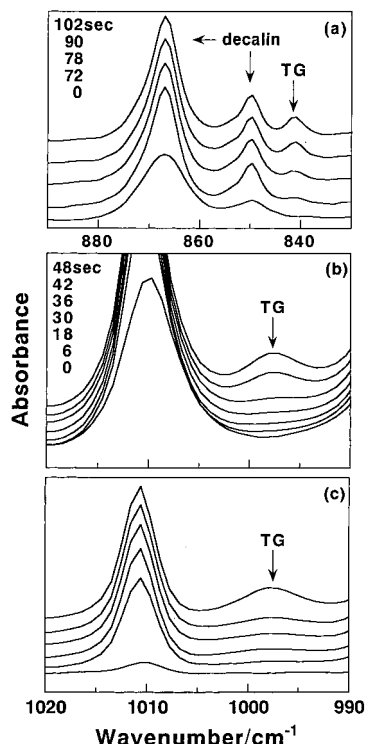 102sec
90
78
72
0
decalin
TG
(a)
880
860
840
48sec
42
36
30
18
6
0
TG
(b)
Absorbance
TG
(c)
1020
1010
1000
990
Wavenumber/cm-1